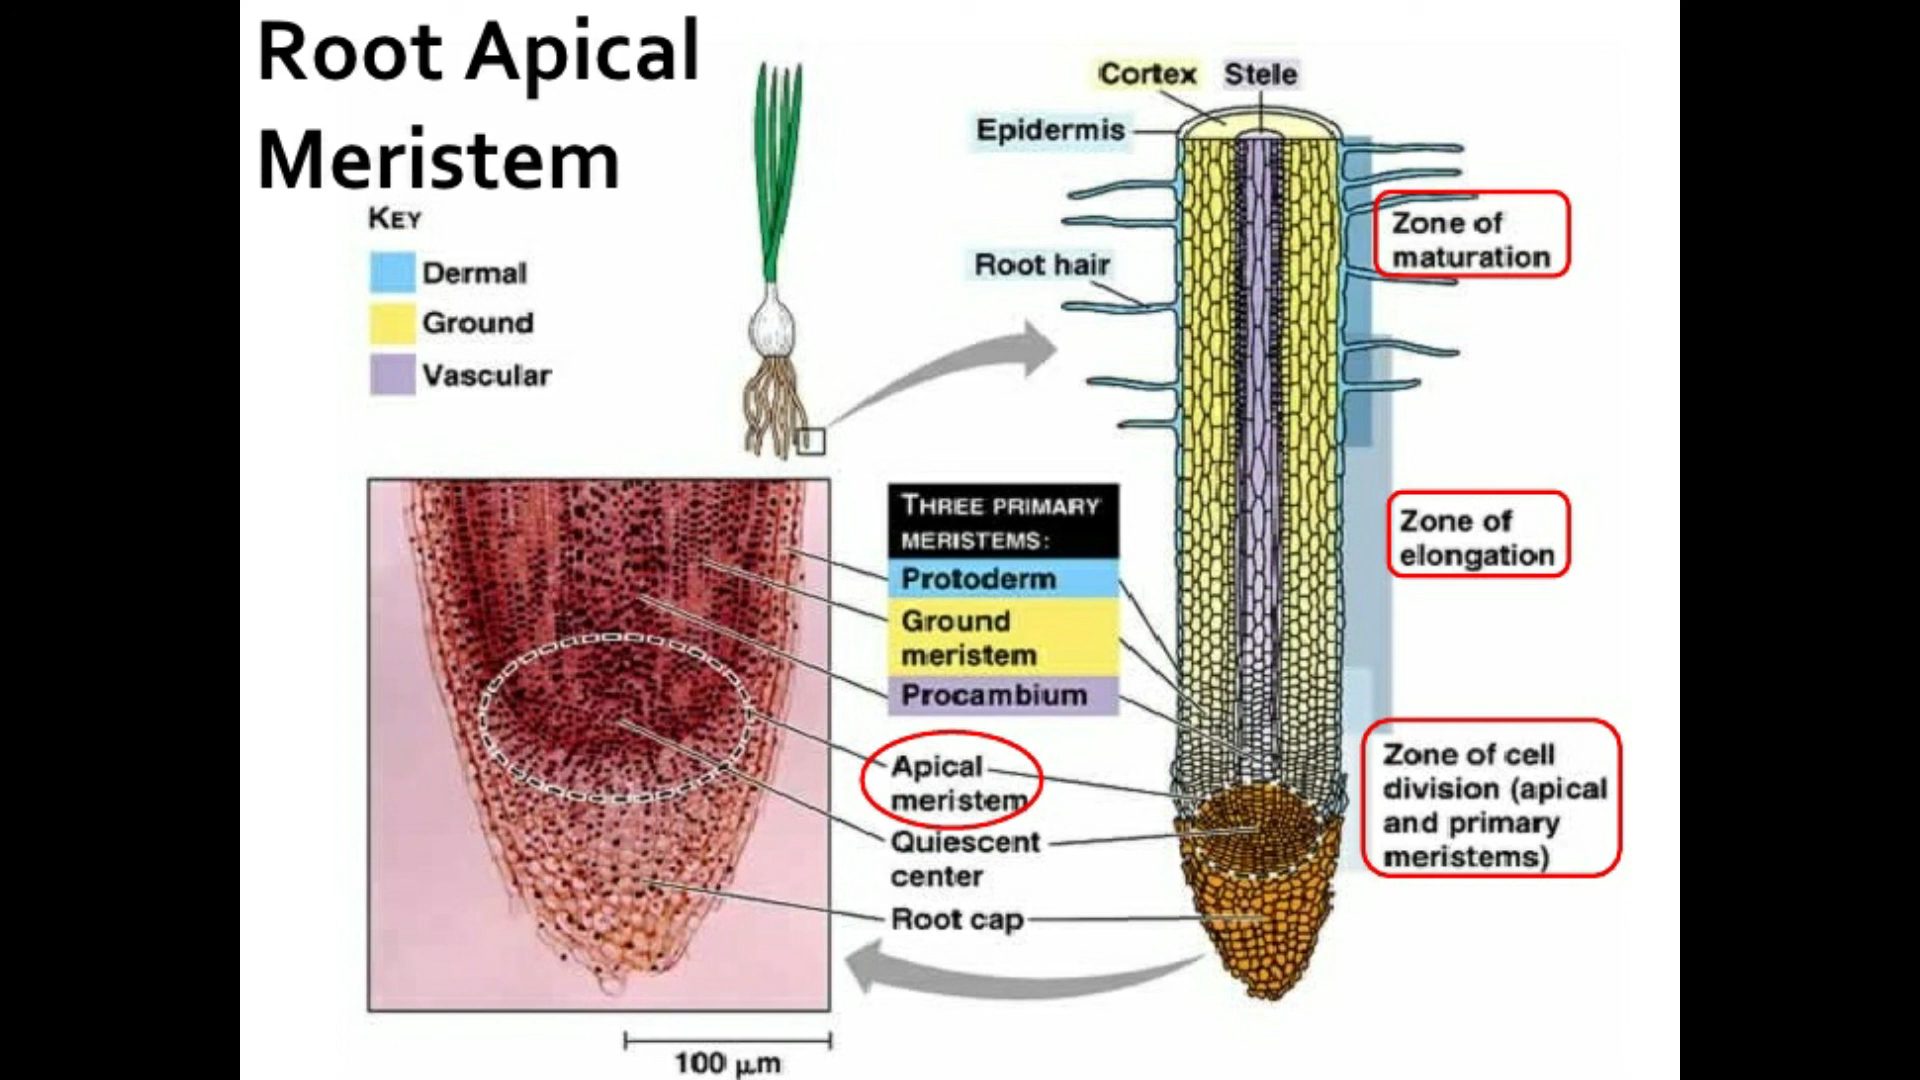 Root Apical
Meristem
KEY
Dermal
Ground
Vascular
Cortex
Stele
Epidermis
Root hair
Zone of
maturation
Zone of
elongation
THREE PRIMARY
MERISTEMS:
Protoderm
Ground
meristem
Procambium
Apical
meristem
Quiescent
center
Root cap
Zone of cell
division (apical
and primary
meristems)
100 μm